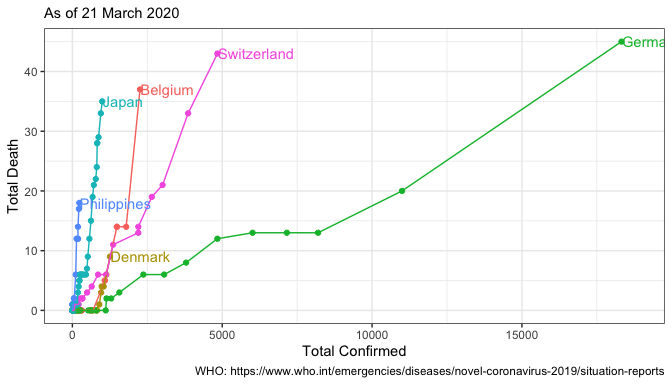 As of 21 March 2020
Total Death
40
30
20
10
0
Germa
Switzerland
Belgium
Japan
Philippines
Denmark
0
5000
10000
15000
Total Confirmed
WHO: https://www.who.int/emergencies/diseases/novel-coronavirus-2019/situation-reports